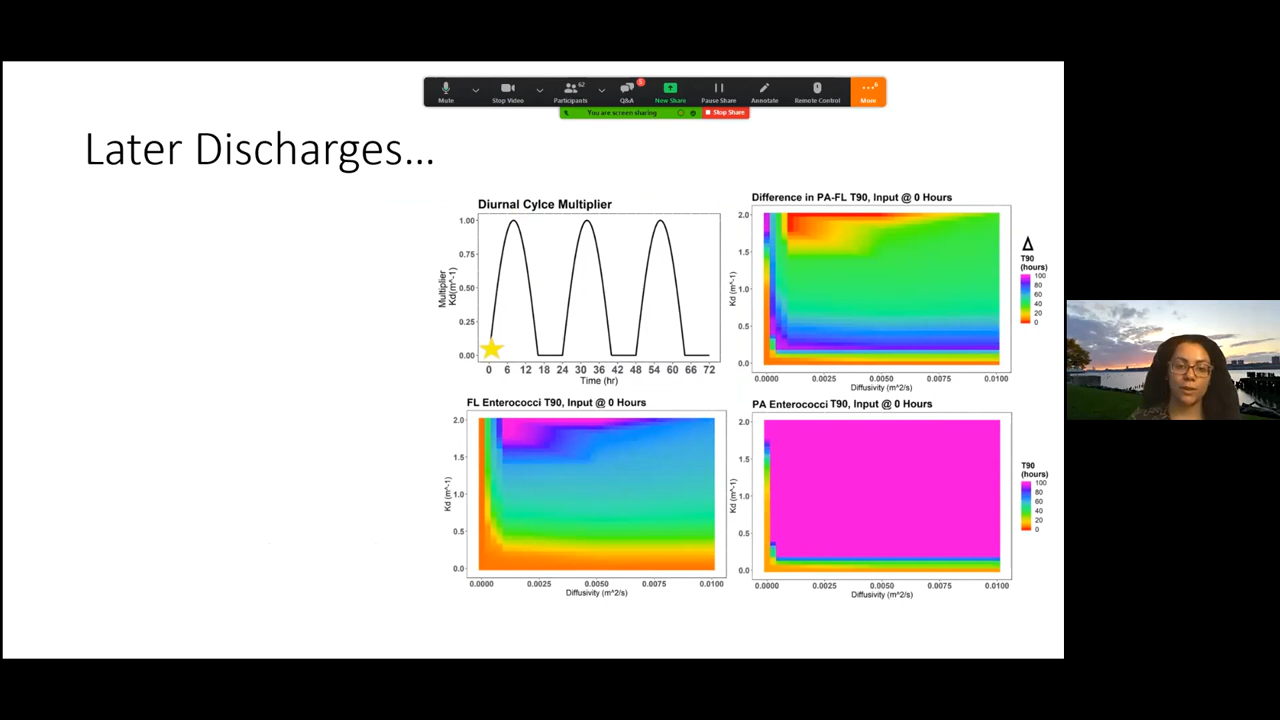 62
5
6
Mute
Stop Video
Participants
Q&A
New Share
Pause Share
Annotate
Remote Control
More
You are screen sharing
Stop Share
Later Discharges...
Diurnal Cylce Multiplier
1.00
0.75
0.50
0.25
0.00
Multiplier
Kd(m^-1)
0 6 12 18 24 30 36 42 48 54 60 66 72
Time (hr)
Difference in PA-FL T90, Input @ 0 Hours
2.0
1.5
1.0
0.5
0.0
Kd (m^-1)
0.0000 0.0025 0.0050 0.0075 0.0100
Diffusivity (m^2/s)
Δ
T90
(hours)
100
80
60
40
20
0
FL Enterococci T90, Input @ 0 Hours
2.0
1.5
1.0
0.5
0.0
Kd (m^-1)
0.0000 0.0025 0.0050 0.0075 0.0100
Diffusivity (m^2/s)
PA Enterococci T90, Input @ 0 Hours
2.0
1.5
1.0
0.5
0.0
Kd (m^-1)
0.0000 0.0025 0.0050 0.0075 0.0100
Diffusivity (m^2/s)
T90
(hours)
100
80
60
40
20
0